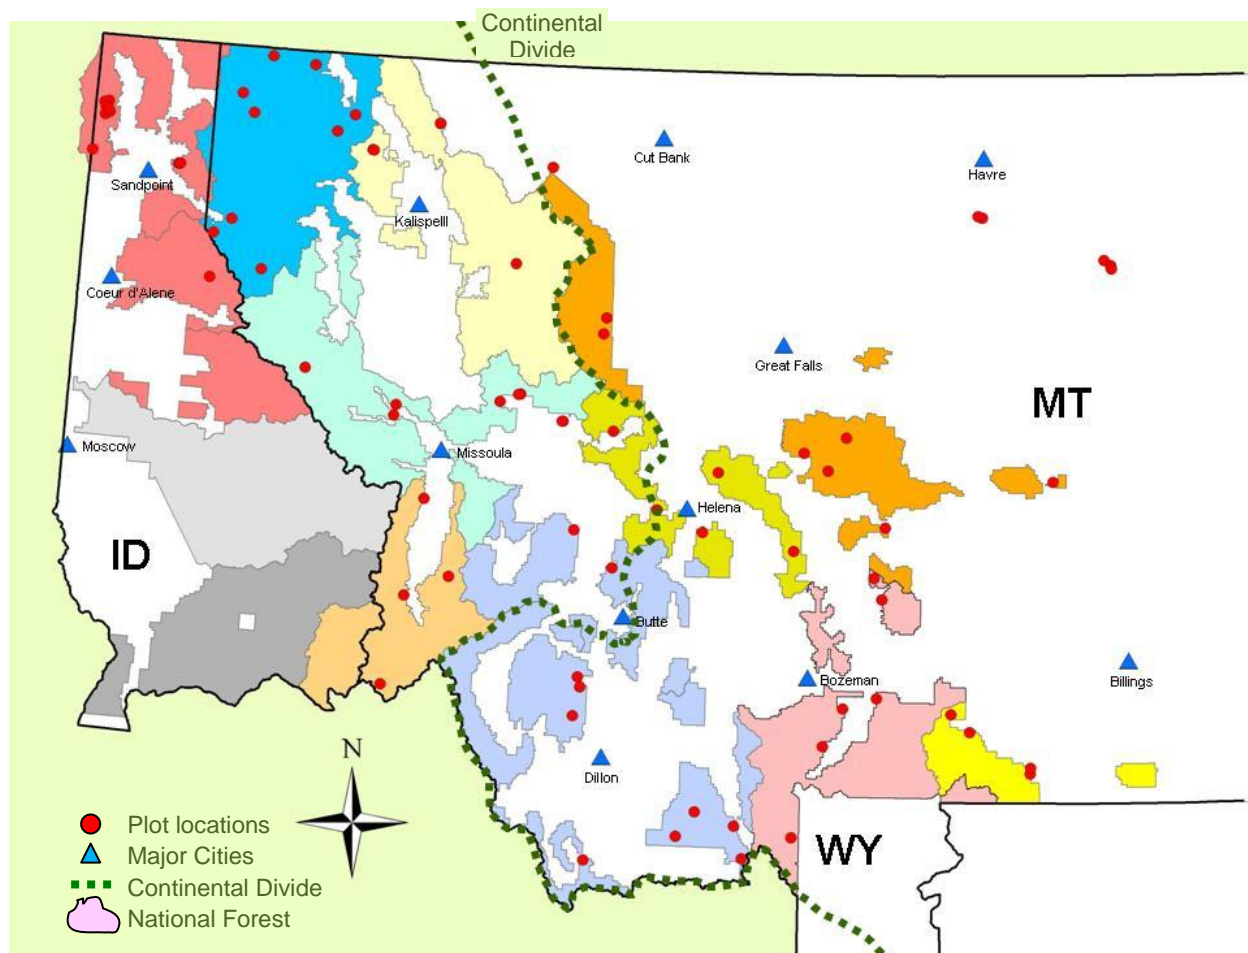 Continental
Divide
Cut Bank
Havre
Sandpoint
Kalispell
Coeur d'Alene
Great Falls
MT
Moscow
Missoula
Helena
ID
Butte
Bozeman
Billings
N
Dillon
Plot locations
Major Cities
Continental Divide
National Forest
WY